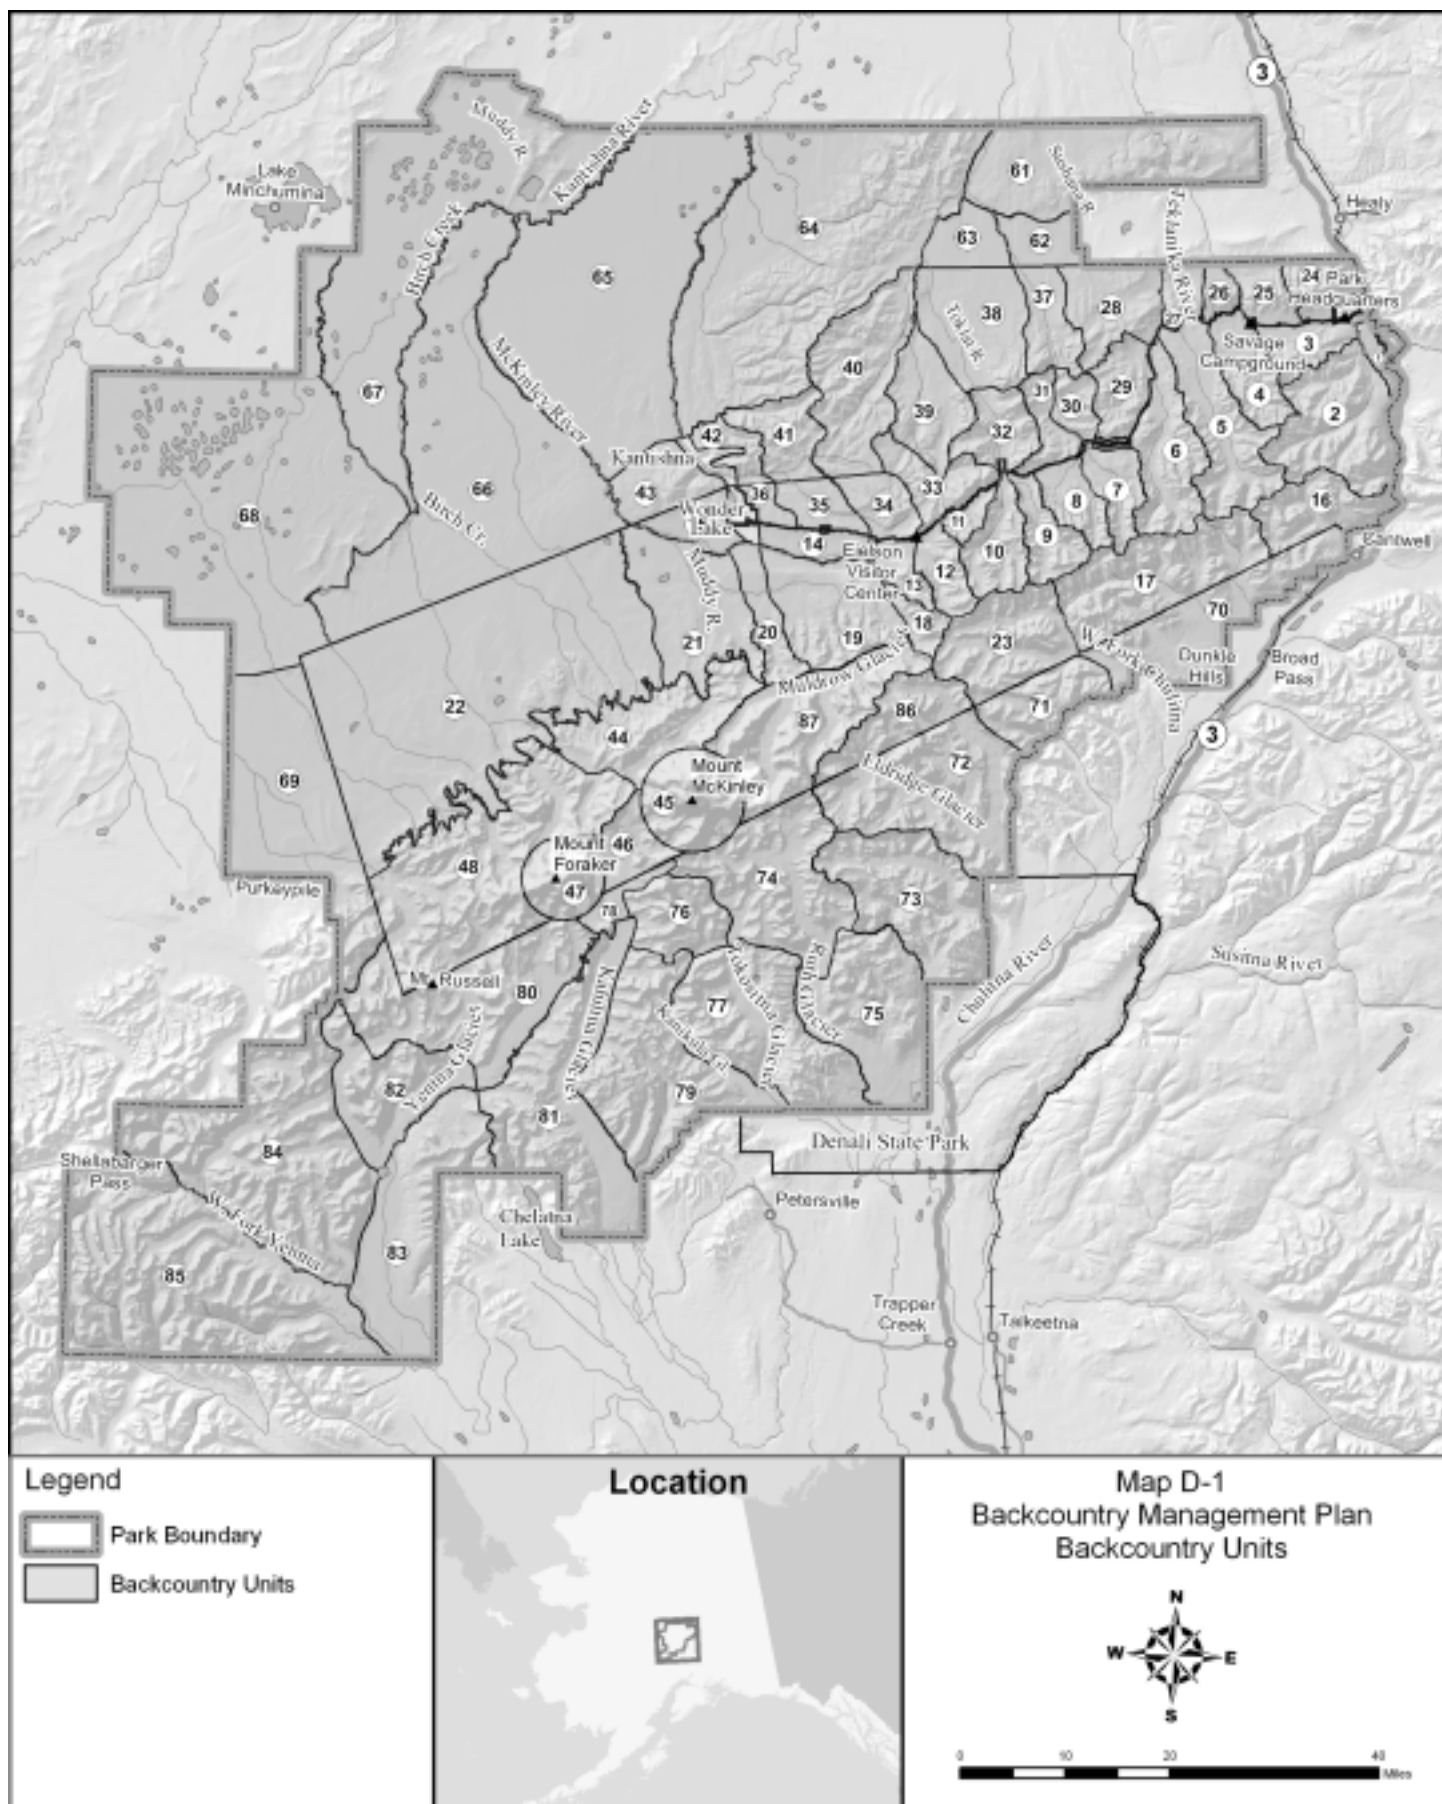 3
Muddy R.
Kantishna River
Lake
Minchumina
61
Sushana R
Teklanika River
Healy
Birch Creek
64
63
62
65
26
25
24
Park
Headquarters
37
28
38
Toklat R.
27
3
Savage
Campground
McKinley River
40
67
31
29
30
4
2
39
5
42
41
32
6
Kantishna
43
36
33
7
66
35
34
8
16
68
Birch Cr.
Wonder
Lake
11
14
9
Cantwell
10
Eielson
Visitor
Center
12
13
Muddy R.
17
70
21
20
19
18
23
Muldrow Glacier
W. Fork Chulitna
Dunkle
Hills
Broad
Pass
22
44
87
86
71
3
Mount
McKinley
69
45
72
Eldridge Glacier
Mount
Foraker
46
48
47
74
Purkeypile
78
76
73
Mt. Russell
80
Kahiltna Glacier
Tokositna Glacier
Ruth Glacier
77
75
Chulitna River
Susitna River
Kanikula Gl.
Yentna Glacier
82
79
81
Denali State Park
84
Shellabarger
Pass
W. Fork Yentna
Petersville
Chelatna
Lake
83
85
Trapper
Creek
Talkeetna
Legend
Park Boundary
Backcountry Units
Location
Map D-1
Backcountry Management Plan
Backcountry Units
N
W
E
S
0
10
20
40
Miles